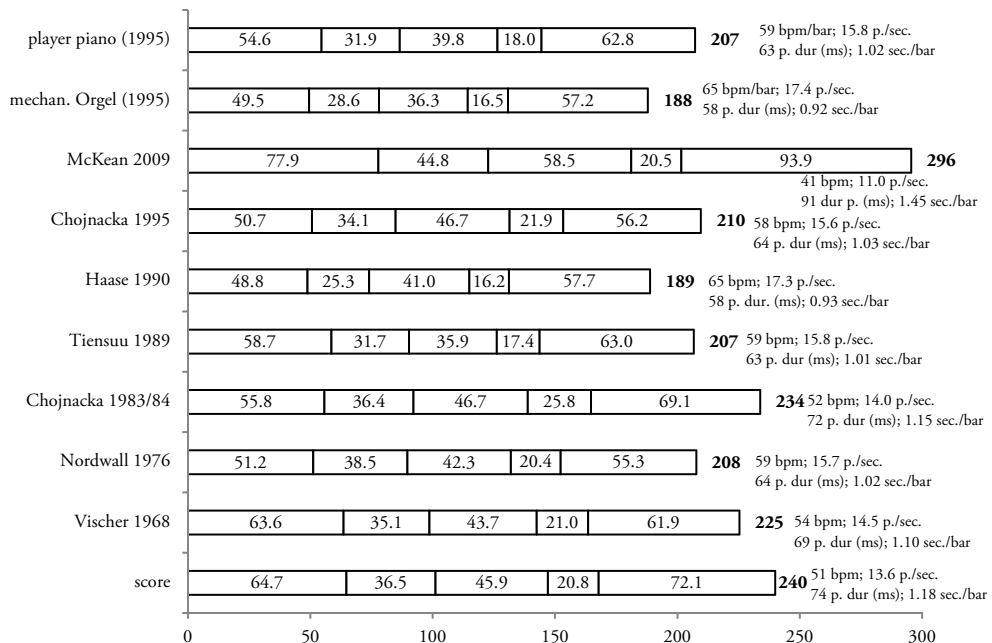 player piano (1995) 54.6 31.9 39.8 18.0 62.8 207 59 bpm/bar; 15.8 p./sec.
63 p. dur (ms); 1.02 sec./bar
mechan. Orgel (1995) 49.5 28.6 36.3 16.5 57.2 188 65 bpm/bar; 17.4 p./sec.
58 p. dur (ms); 0.92 sec./bar
McKean 2009 77.9 44.8 58.5 20.5 93.9 296
41 bpm; 11.0 p./sec.
91 dur p. (ms); 1.45 sec./bar
Chojnacka 1995 50.7 34.1 46.7 21.9 56.2 210 58 bpm; 15.6 p./sec.
64 p. dur (ms); 1.03 sec./bar
Haase 1990 48.8 25.3 41.0 16.2 57.7 189 65 bpm; 17.3 p./sec.
58 p. dur. (ms); 0.93 sec./bar
Tiensuu 1989 58.7 31.7 35.9 17.4 63.0 207 59 bpm; 15.8 p./sec.
63 p. dur (ms); 1.01 sec./bar
Chojnacka 1983/84 55.8 36.4 46.7 25.8 69.1 234 52 bpm; 14.0 p./sec.
72 p. dur (ms); 1.15 sec./bar
Nordwall 1976 51.2 38.5 42.3 20.4 55.3 208 59 bpm; 15.7 p./sec.
64 p. dur (ms); 1.02 sec./bar
Vischer 1968 63.6 35.1 43.7 21.0 61.9 225 54 bpm; 14.5 p./sec.
69 p. dur (ms); 1.10 sec./bar
score 64.7 36.5 45.9 20.8 72.1 240 51 bpm; 13.6 p./sec.
74 p. dur (ms); 1.18 sec./bar
0 50 100 150 200 250 300